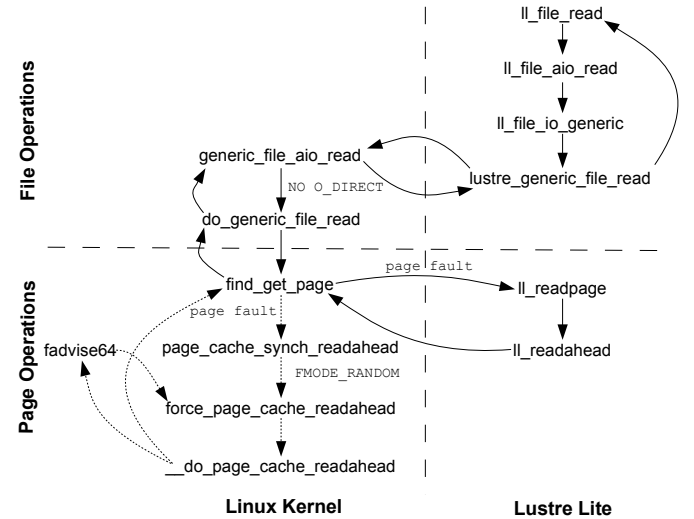 ll_file_read
ll_file_aio_read
ll_file_io_generic
generic_file_aio_read
lustre_generic_file_read
NO O_DIRECT
do_generic_file_read
File Operations
page fault
find_get_page
ll_readpage
page fault
fadvise64
page_cache_synch_readahead
ll_readahead
FMODE_RANDOM
force_page_cache_readahead
__do_page_cache_readahead
Page Operations
Linux Kernel
Lustre Lite